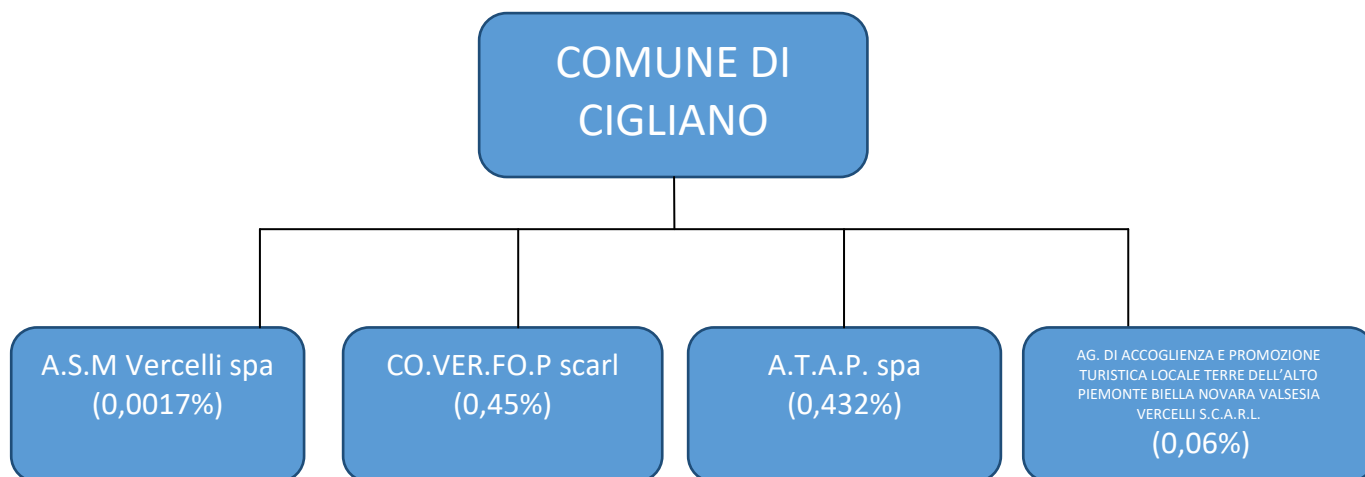 COMUNE DI
CIGLIANO
A.S.M Vercelli spa
(0,0017%)
CO.VER.FO.P scarl
(0,45%)
A.T.A.P. spa
(0,432%)
AG. DI ACCOGLIENZA E PROMOZIONE
TURISTICA LOCALE TERRE DELL’ALTO
PIEMONTE BIELLA NOVARA VALSESIA
VERCELLI S.C.A.R.L.
(0,06%)